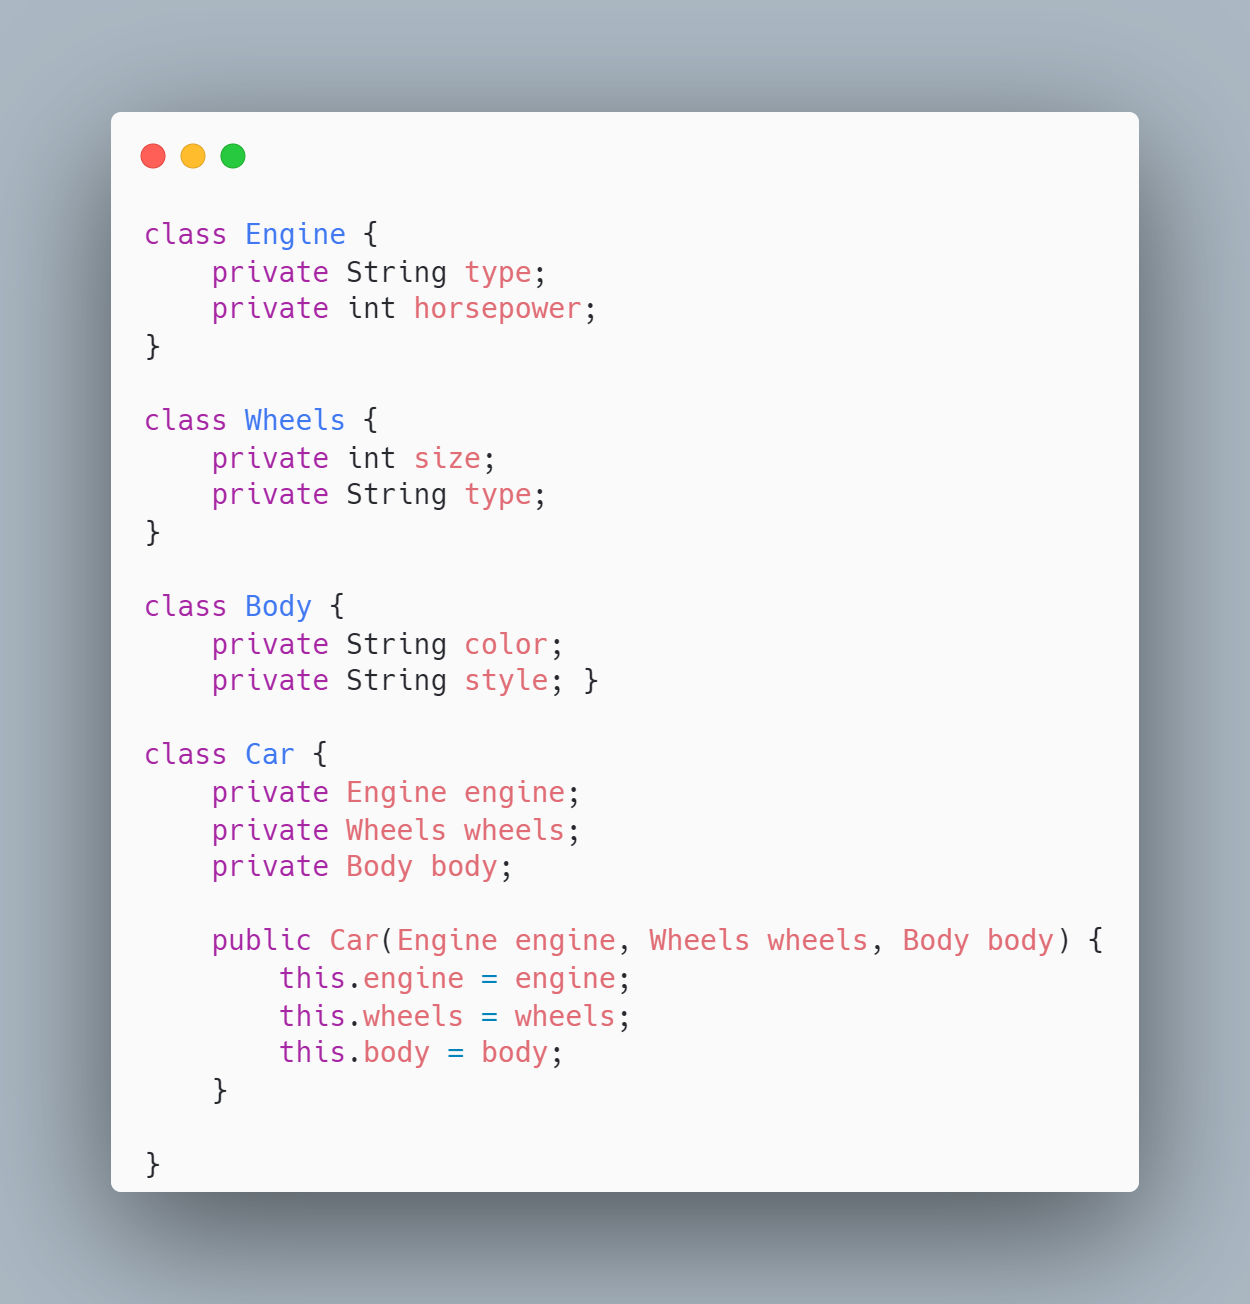 class Engine {
    private String type;
    private int horsepower;
}

class Wheels {
    private int size;
    private String type;
}

class Body {
    private String color;
    private String style; }

class Car {
    private Engine engine;
    private Wheels wheels;
    private Body body;

    public Car(Engine engine, Wheels wheels, Body body) {
        this.engine = engine;
        this.wheels = wheels;
        this.body = body;
    }

}